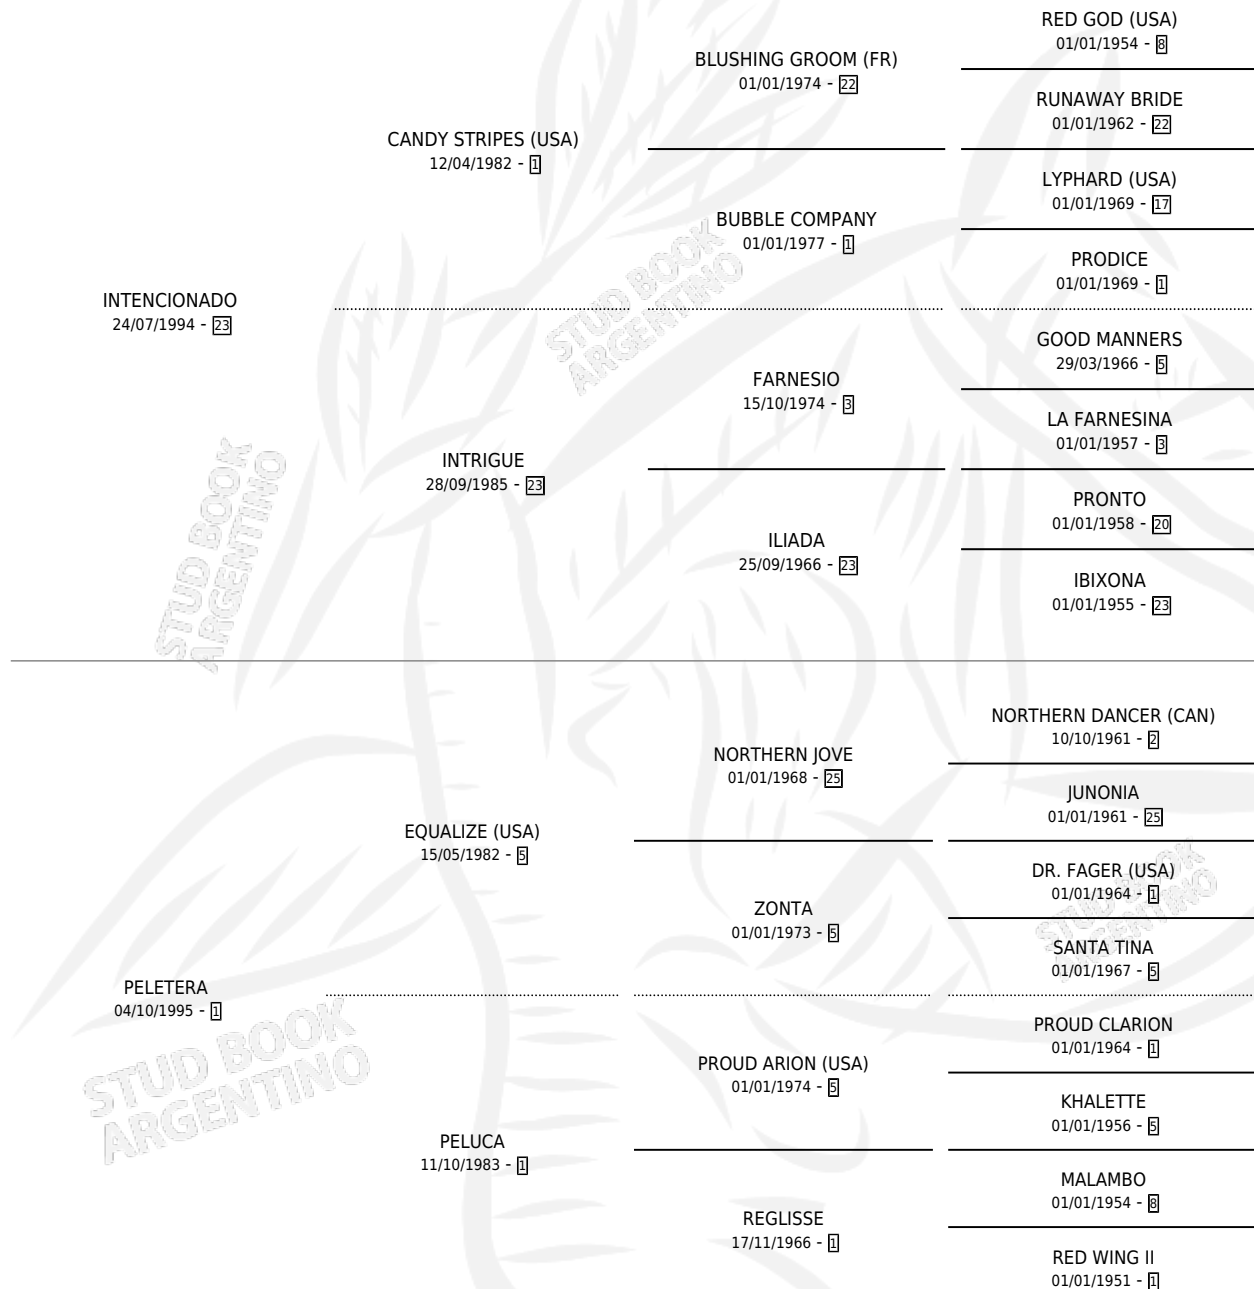 RED GOD (USA)
01/01/1954 - 8
BLUSHING GROOM (FR)
01/01/1974 - 22
RUNAWAY BRIDE
01/01/1962 - 22
CANDY STRIPES (USA)
12/04/1982 - 1
LYPHARD (USA)
01/01/1969 - 17
BUBBLE COMPANY
01/01/1977 - 1
PRODICE
01/01/1969 - 1
INTENCIONADO
24/07/1994 - 23
GOOD MANNERS
29/03/1966 - 5
FARNESIO
15/10/1974 - 3
LA FARNESINA
01/01/1957 - 3
INTRIGUE
28/09/1985 - 23
PRONTO
01/01/1958 - 20
ILIADA
25/09/1966 - 23
IBIXONA
01/01/1955 - 23
NORTHERN DANCER (CAN)
10/10/1961 - 2
NORTHERN JOVE
01/01/1968 - 25
JUNONIA
01/01/1961 - 25
EQUALIZE (USA)
15/05/1982 - 5
DR. FAGER (USA)
01/01/1964 - 1
ZONTA
01/01/1973 - 5
SANTA TINA
01/01/1967 - 5
PELETERA
04/10/1995 - 1
PROUD CLARION
01/01/1964 - 1
PROUD ARION (USA)
01/01/1974 - 5
KHALETTE
01/01/1956 - 5
PELUCA
11/10/1983 - 1
MALAMBO
01/01/1954 - 8
REGLISSE
17/11/1966 - 1
RED WING II
01/01/1951 - 1
STUD BOOK
ARGENTINO
STUD BOOK
ARGENTINO
STUD BOOK
ARGENTINO
STUD BOOK
ARGENTINO